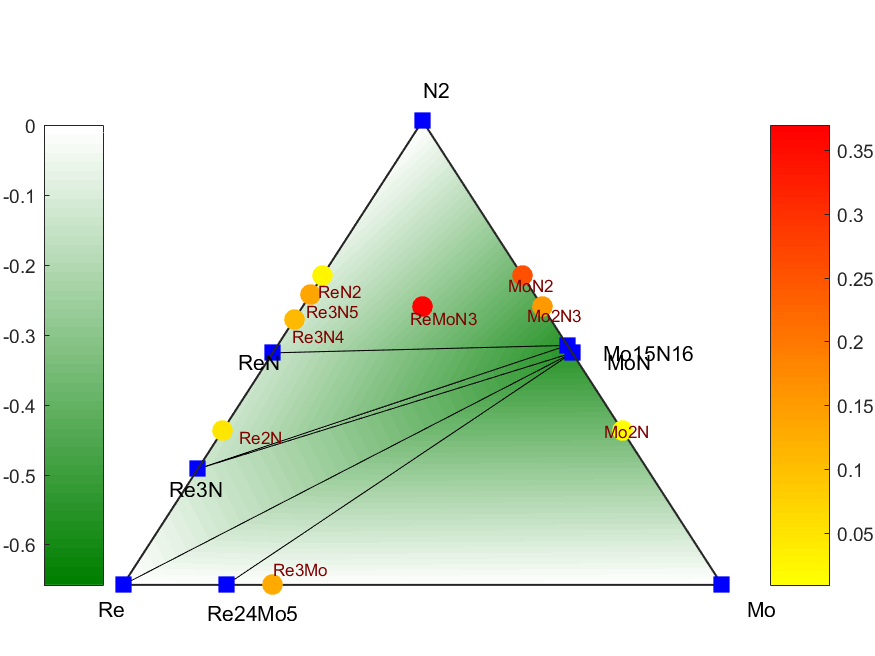 N2
0
-0.1
-0.2
-0.3
-0.4
-0.5
-0.6
0.35
0.3
0.25
0.2
0.15
0.1
0.05
ReN2
MoN2
Re3N5
ReMoN3
Mo2N3
Re3N4
ReN
Mo15N16
MoN
Re2N
Mo2N
Re3N
Re3Mo
Re
Re24Mo5
Mo